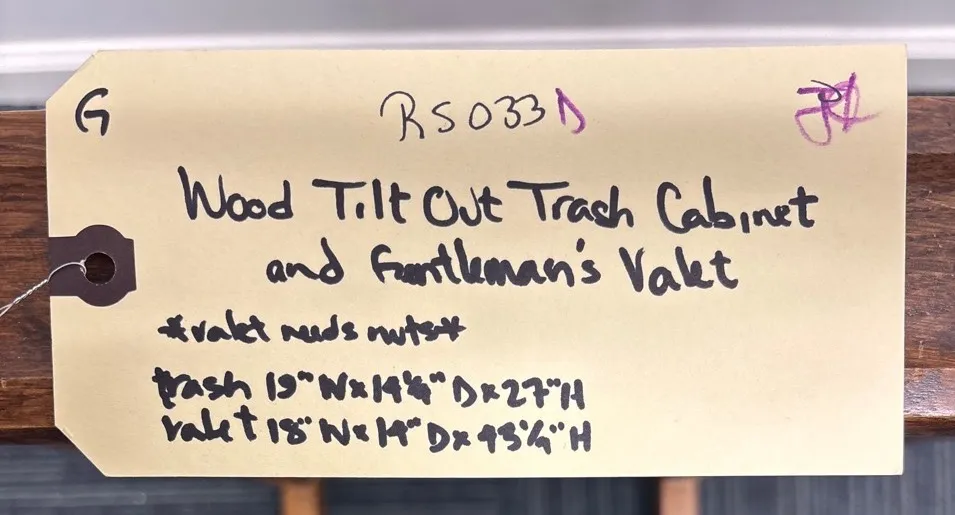 G
RS033D
Wood Tilt Out Trash Cabinet
and Gentleman's Valet
*valet needs nuts*
trash 19" W x 14¼" D x 27" H
valet 18" W x 14" D x 43¼" H